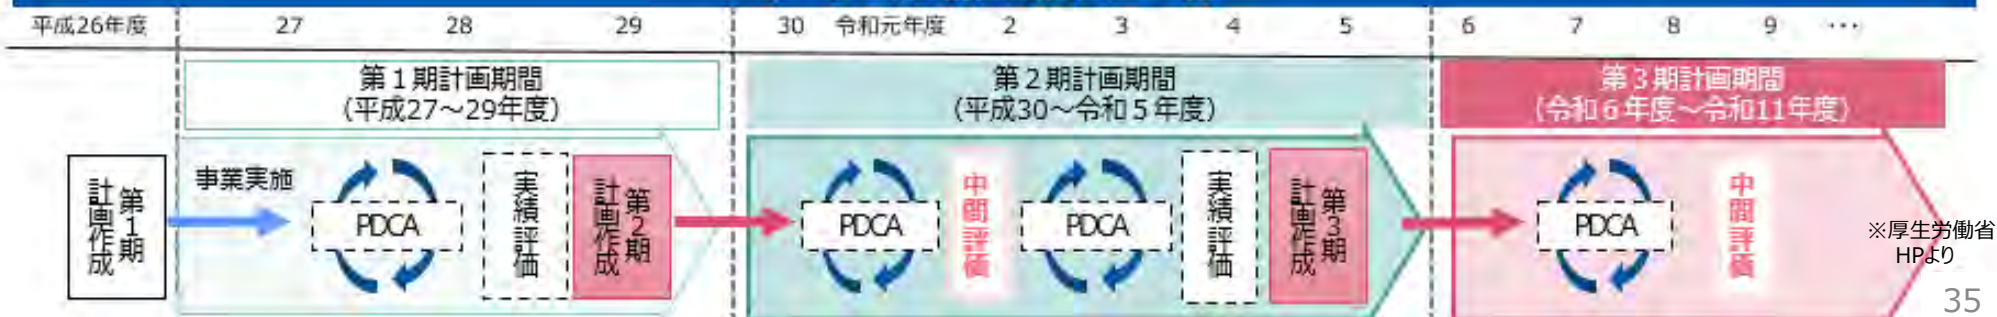 平成26年度 27 28 29 30 令和元年度 2 3 4 5 6 7 8 9 …
第1期計画期間
(平成27～29年度)
第2期計画期間
(平成30～令和5年度)
第3期計画期間
(令和6年度～令和11年度)
第1期
計画作成
事業実施
PDCA
実績評価
第2期
計画作成
PDCA
中間評価
PDCA
実績評価
第3期
計画作成
PDCA
中間評価
※厚生労働省
HPより
35